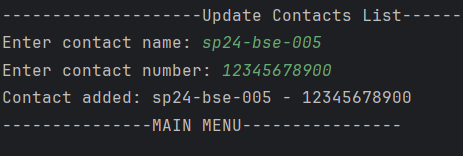 --------------------Update Contacts List------
Enter contact name: sp24-bse-005
Enter contact number: 12345678900
Contact added: sp24-bse-005 - 12345678900
---------------MAIN MENU----------------